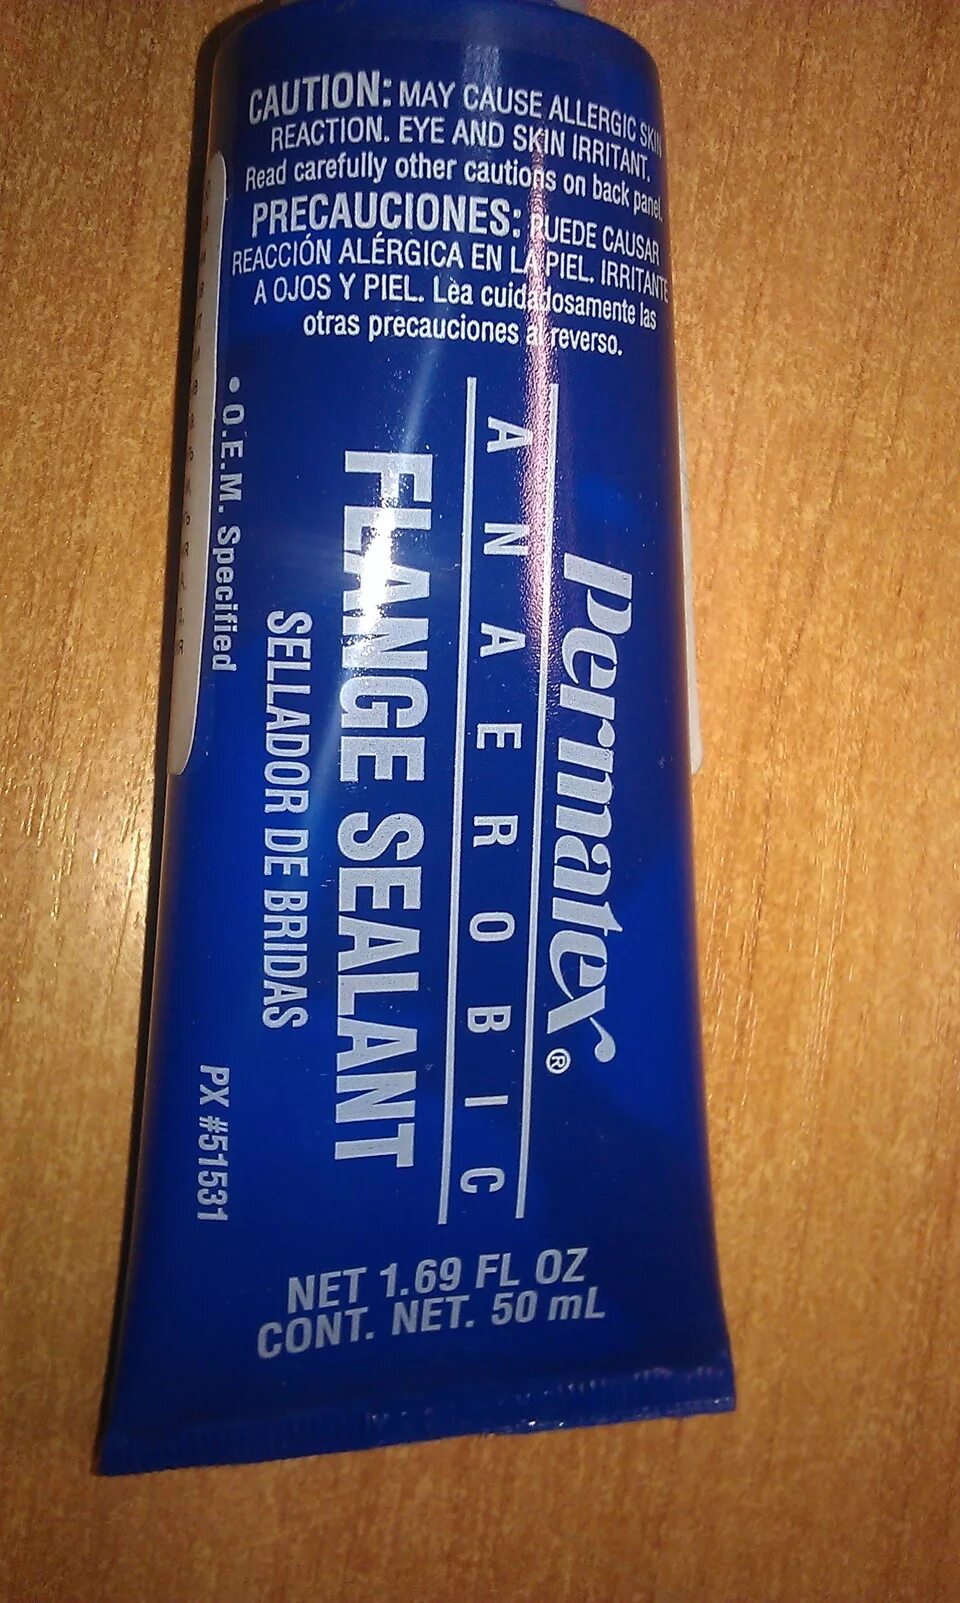 CAUTION: MAY CAUSE ALLERGIC SKIN
REACTION. EYE AND SKIN IRRITANT.
Read carefully other cautions on back panel.
PRECAUCIONES: PUEDE CAUSAR
REACCIÓN ALÉRGICA EN LA PIEL. IRRITANTE
A OJOS Y PIEL. Lèa cuidadosamente las
otras precauciones al reverso.
Permatex®
ANAEROBIC
FLANGE SEALANT
SELLADOR DE BRIDAS
• O.E.M. Specified
PX #51531
NET 1.69 FL OZ
CONT. NET. 50 mL